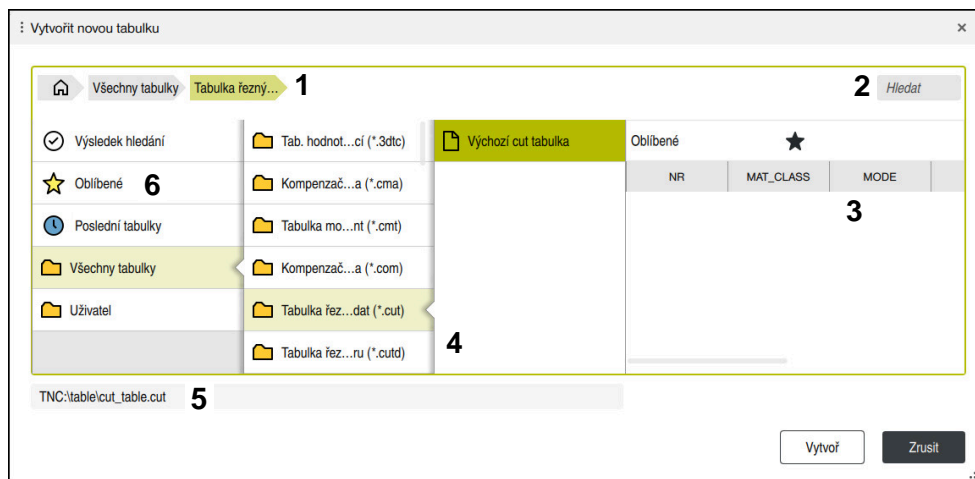 Vytvořit novou tabulku
Všechny tabulky Tabulka řezný... 1 2 Hledat
Výsledek hledání Tab. hodnot...cí (*.3dtc) Výchozí cut tabulka Oblíbené
Oblíbené 6 Kompenzač...a (*.cma) NR MAT_CLASS MODE
3
Poslední tabulky Tabulka mo...nt (*.cmt)
Všechny tabulky Kompenzač...a (*.com)
Uživatel Tabulka řez...dat (*.cut)
4
Tabulka řez...ru (*.cutd)
TNC:\table\cut_table.cut 5
Vytvoř Zrusit